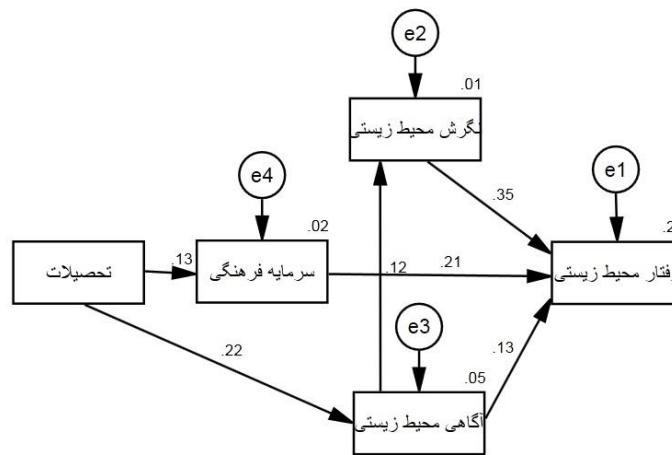 e2
.01
نگرش محیط زیستی
e4
e1
.35
.02
.2
.13
.21
تحصیلات
سرمایه فرهنگی
رفتار محیط زیستی
.12
e3
.22
.13
.05
آگاهی محیط زیستی